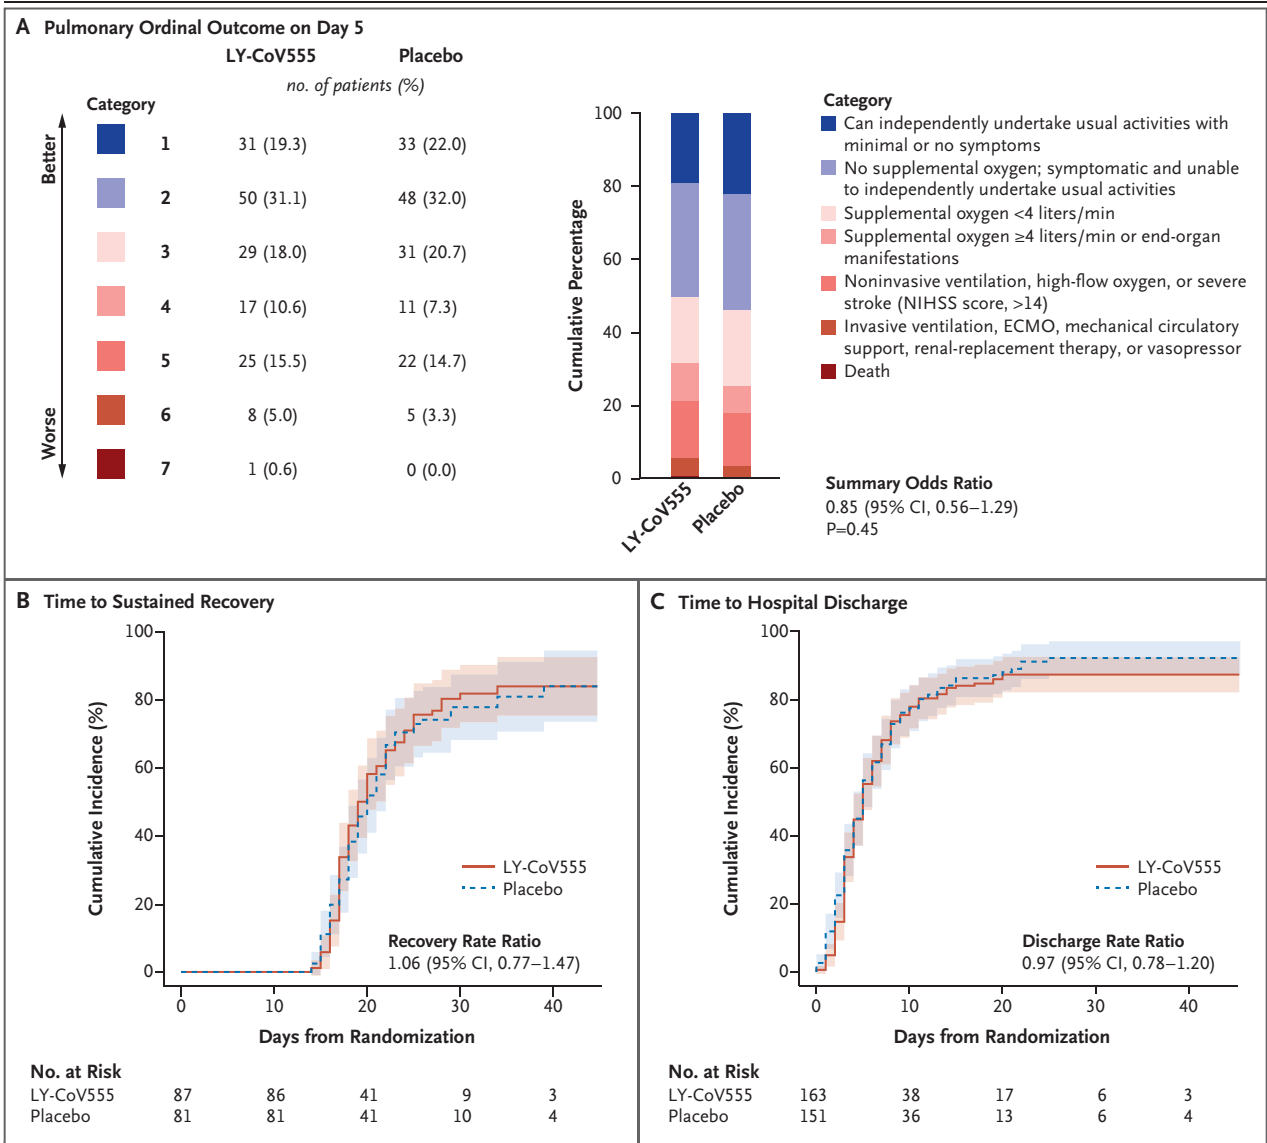 A Pulmonary Ordinal Outcome on Day 5
LY-CoV555 Placebo
no. of patients (%)
Category
Better
Worse
1 31 (19.3) 33 (22.0)
2 50 (31.1) 48 (32.0)
3 29 (18.0) 31 (20.7)
4 17 (10.6) 11 (7.3)
5 25 (15.5) 22 (14.7)
6 8 (5.0) 5 (3.3)
7 1 (0.6) 0 (0.0)
Cumulative Percentage
100
80
60
40
20
0
LY-CoV555
Placebo
Category
Can independently undertake usual activities with
minimal or no symptoms
No supplemental oxygen; symptomatic and unable
to independently undertake usual activities
Supplemental oxygen <4 liters/min
Supplemental oxygen ≥4 liters/min or end-organ
manifestations
Noninvasive ventilation, high-flow oxygen, or severe
stroke (NIHSS score, >14)
Invasive ventilation, ECMO, mechanical circulatory
support, renal-replacement therapy, or vasopressor
Death
Summary Odds Ratio
0.85 (95% CI, 0.56–1.29)
P=0.45
B Time to Sustained Recovery
Cumulative Incidence (%)
100
80
60
40
20
0
LY-CoV555
Placebo
Recovery Rate Ratio
1.06 (95% CI, 0.77–1.47)
0 10 20 30 40
Days from Randomization
No. at Risk
LY-CoV555 87 86 41 9 3
Placebo 81 81 41 10 4
C Time to Hospital Discharge
Cumulative Incidence (%)
100
80
60
40
20
0
LY-CoV555
Placebo
Discharge Rate Ratio
0.97 (95% CI, 0.78–1.20)
0 10 20 30 40
Days from Randomization
No. at Risk
LY-CoV555 163 38 17 6 3
Placebo 151 36 13 6 4